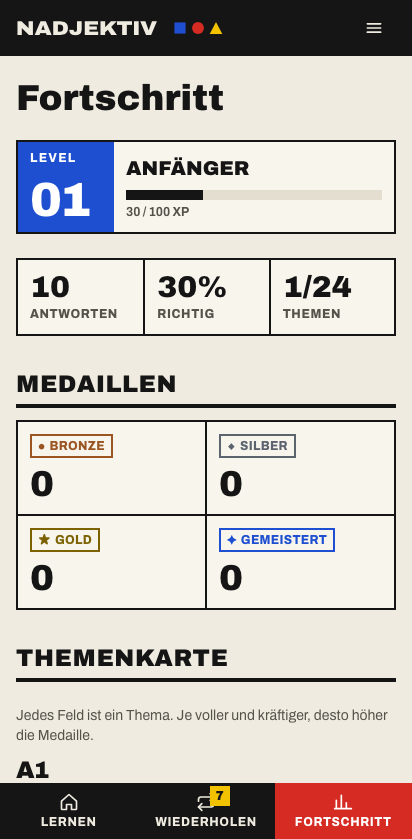 NADJEKTIV
Fortschritt
LEVEL
01
ANFÄNGER
30 / 100 XP
10
ANTWORTEN
30%
RICHTIG
1/24
THEMEN
MEDAILLEN
BRONZE
0
SILBER
0
GOLD
0
GEMEISTERT
0
THEMENKARTE
Jedes Feld ist ein Thema. Je voller und kräftiger, desto höher
die Medaille.
A1
LERNEN
7
WIEDERHOLEN
FORTSCHRITT